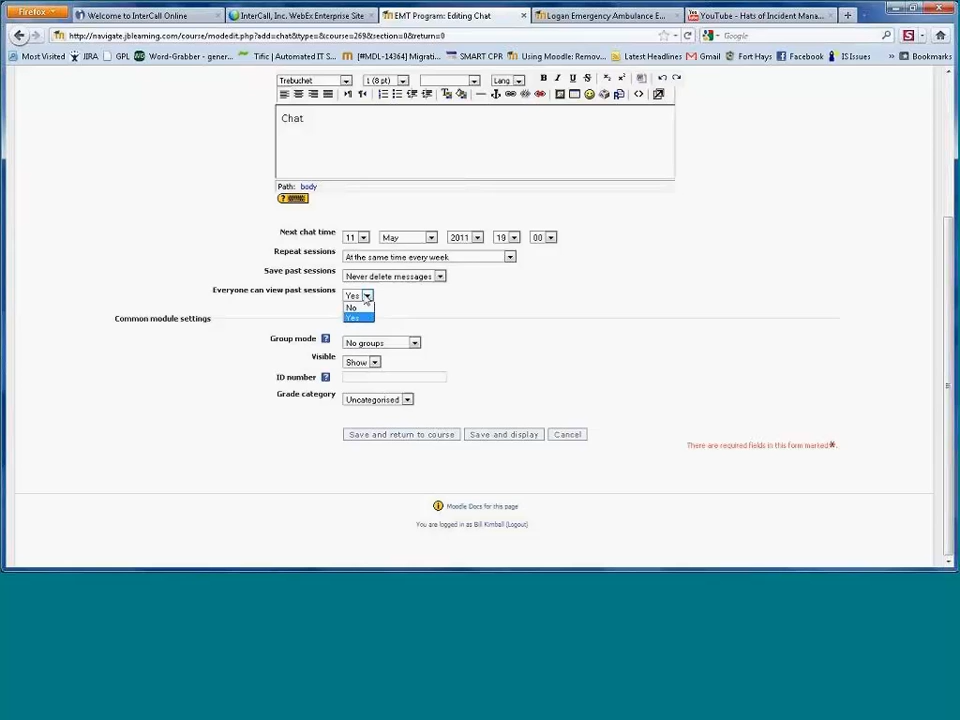 Firefox
Welcome to InterCall Online
InterCall, Inc. WebEx Enterprise Site
EMT Program: Editing Chat
Logan Emergency Ambulance E...
YouTube - Hats of Incident Mana...
http://navigate.jblearning.com/course/modedit.php?add=chat&type=&course=269&section=0&return=0
Google
Most Visited
JIRA
GPL
Word-Grabber - gener...
Tific | Automated IT S...
[#MDL-14364] Migrati...
SMART CPR
Using Moodle: Remov...
Latest Headlines
Gmail
Fort Hays
Facebook
IS Issues
Bookmarks
Trebuchet
1 (8 pt)
Lang
B I U S
Chat
Path: body
Next chat time
11 May 2011 19 00
Repeat sessions
At the same time every week
Save past sessions
Never delete messages
Everyone can view past sessions
Yes
No
Yes
Common module settings
Group mode
No groups
Visible
Show
ID number
Grade category
Uncategorised
Save and return to course
Save and display
Cancel
There are required fields in this form marked*.
Moodle Docs for this page
You are logged in as Bill Kimball (Logout)